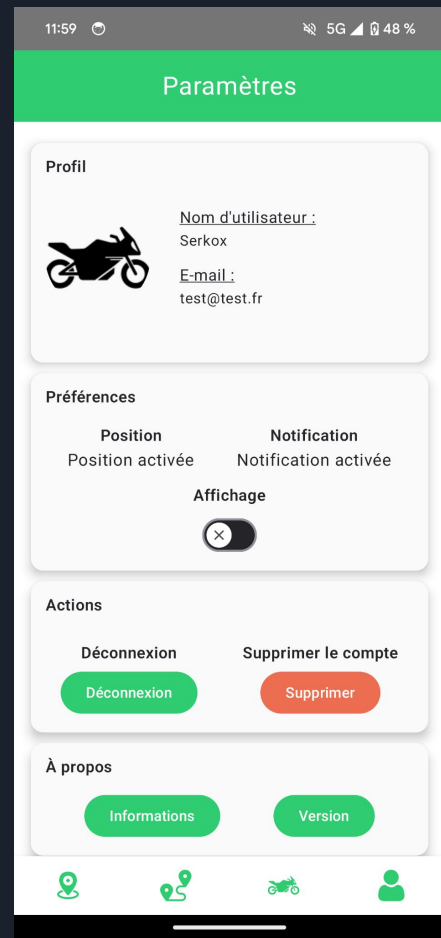 11:59 5G 48 %
Paramètres
Profil
Nom d'utilisateur :
Serkox
E-mail :
test@test.fr
Préférences
Position Notification
Position activée Notification activée
Affichage
Actions
Déconnexion Supprimer le compte
Déconnexion Supprimer
À propos
Informations Version